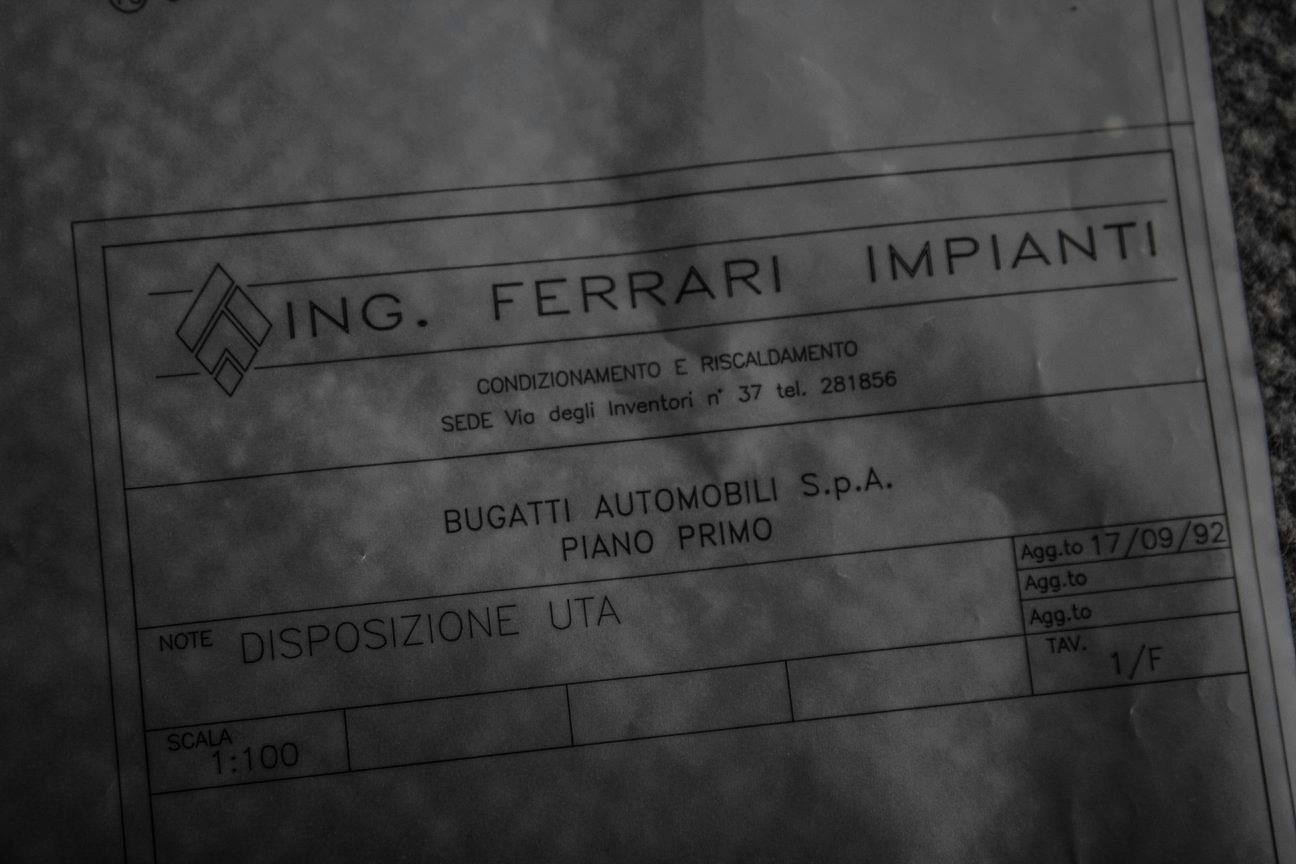 ING. FERRARI IMPIANTI
CONDIZIONAMENTO E RISCALDAMENTO
SEDE Via degli Inventori n° 37 tel. 281856
BUGATTI AUTOMOBILI S.p.A.
PIANO PRIMO
Agg.to 17/09/92
Agg.to
Agg.to
NOTE DISPOSIZIONE UTA
TAV.
1/F
SCALA
1:100